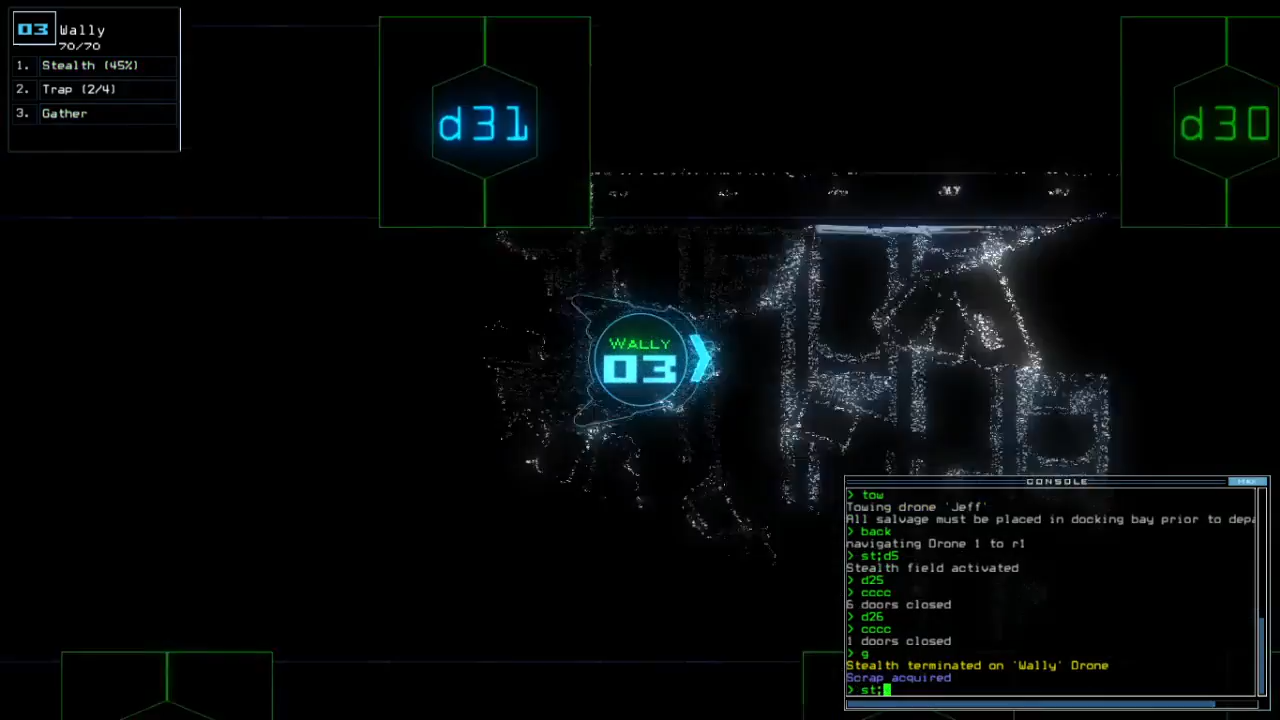 03 Wally
70/70
1. Stealth (45%)
2. Trap (2/4)
3. Gather
d31
d30
WALLY
03
CONSOLE
> tow
Towing drone 'Jeff'
All salvage must be placed in docking bay prior to depa
> back
navigating Drone 1 to r1
> st;d5
Stealth field activated
> d25
> cccc
6 doors closed
> d26
> cccc
1 doors closed
> g
Stealth terminated on 'Wally' Drone
Scrap acquired
> st;